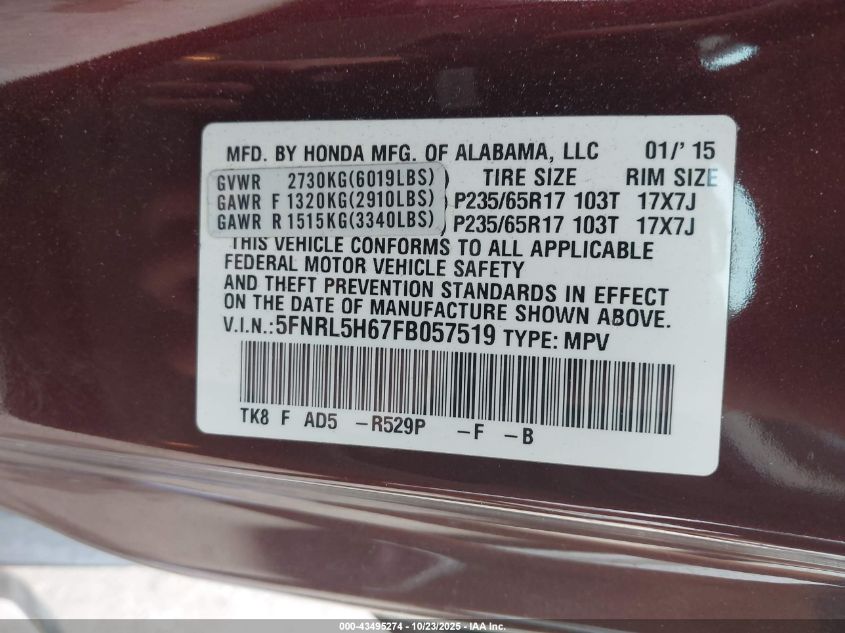 MFD. BY HONDA MFG. OF ALABAMA, LLC 01/' 15
GVWR 2730KG(6019LBS) TIRE SIZE RIM SIZE
GAWR F 1320KG(2910LBS) P235/65R17 103T 17X7J
GAWR R 1515KG(3340LBS) P235/65R17 103T 17X7J
THIS VEHICLE CONFORMS TO ALL APPLICABLE
FEDERAL MOTOR VEHICLE SAFETY
AND THEFT PREVENTION STANDARDS IN EFFECT
ON THE DATE OF MANUFACTURE SHOWN ABOVE.
V.I.N.:5FNRL5H67FB057519 TYPE: MPV
TK8 F AD5 -R529P -F -B
000-43495274 - 10/23/2025 - IAA Inc.